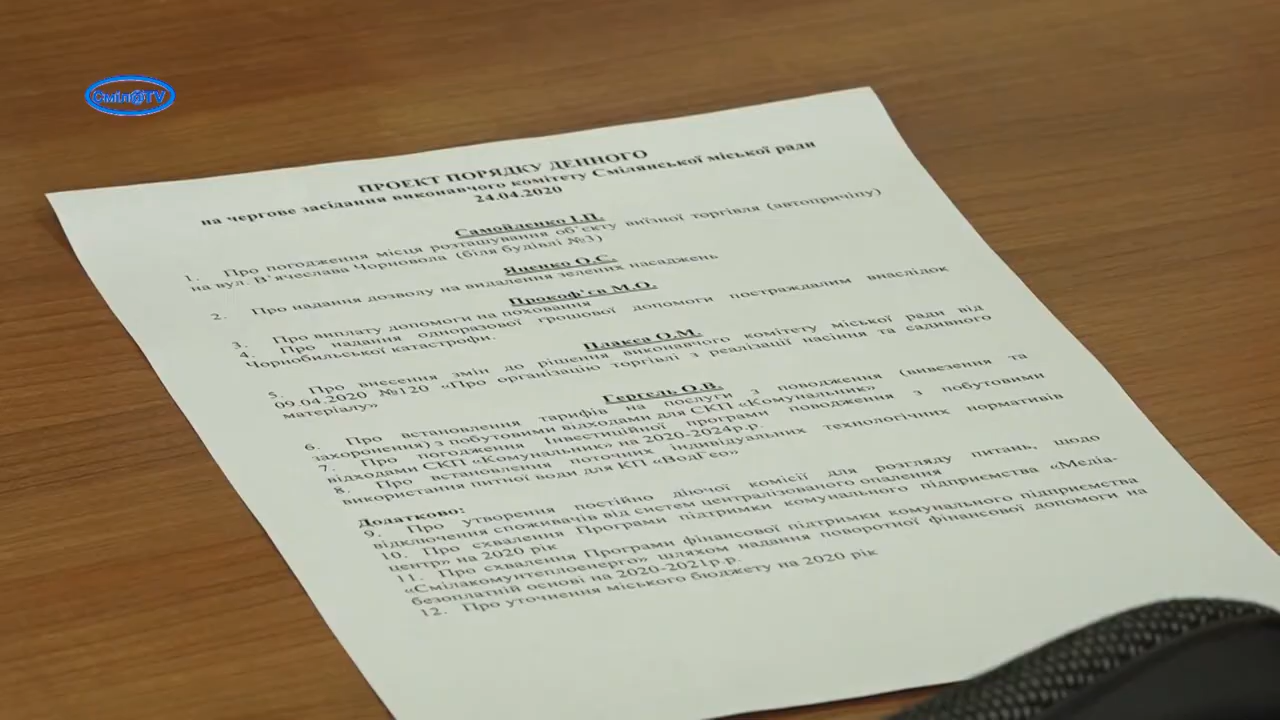 Сміл@TV
ПРОЕКТ ПОРЯДКУ ДЕННОГО
на чергове засідання виконавчого комітету Смілянської міської ради
24.04.2020
Самойленко І.П.
1. Про погодження місця розташування об'єкту виїзної торгівля (автопричіпу)
на вул. В'ячеслава Чорновола (біля будівлі №3)
Яценко О.С.
2. Про надання дозволу на видалення зелених насаджень
Прокоф'єв М.О.
3. Про виплату допомоги на поховання
4. Про надання одноразової грошової допомоги постраждалим внаслідок
Чорнобильської катастрофи.
Плакса О.М.
5. Про внесення змін до рішення виконавчого комітету міської ради від
09.04.2020 №120 «Про організацію торгівлі з реалізації насіння та садивного
матеріалу»
Гергель О.В.
6. Про встановлення тарифів на послуги з поводження (вивезення та
захоронення) з побутовими відходами для СКП «Комунальник»
7. Про погодження Інвестиційної програми поводження з побутовими
відходами СКП «Комунальник» на 2020-2024р.р.
8. Про встановлення поточних індивідуальних технологічних нормативів
використання питної води для КП «ВодГео»
Додатково:
9. Про утворення постійно діючої комісії для розгляду питань, щодо
відключення споживачів від систем централізованого опалення
10. Про схвалення Програми підтримки комунального підприємства «Медіа-
центр» на 2020 рік
11. Про схвалення Програми фінансової підтримки комунального підприємства
«Смілакомунтеплоенерго» шляхом надання поворотної фінансової допомоги на
безоплатній основі на 2020-2021р.р.
12. Про уточнення міського бюджету на 2020 рік